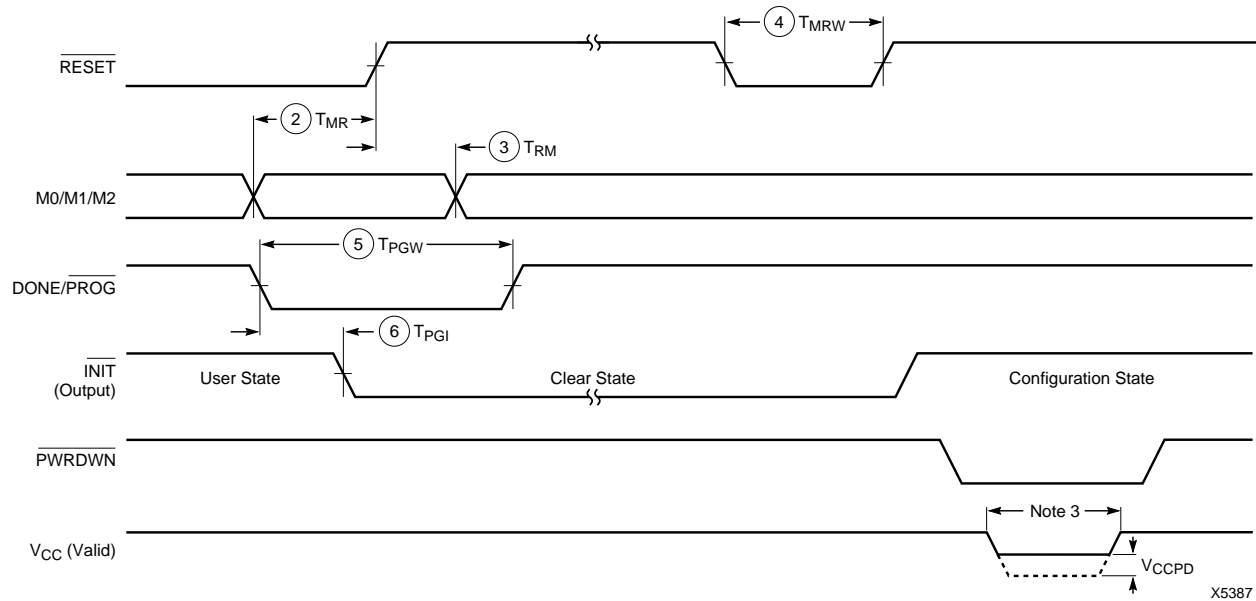 4 TMRW
RESET
2 TMR
3 TRM
M0/M1/M2
5 TPGW
DONE/PROG
6 TPGI
INIT
(Output)
User State
Clear State
Configuration State
PWRDWN
Note 3
VCC (Valid)
VCCPD
X5387